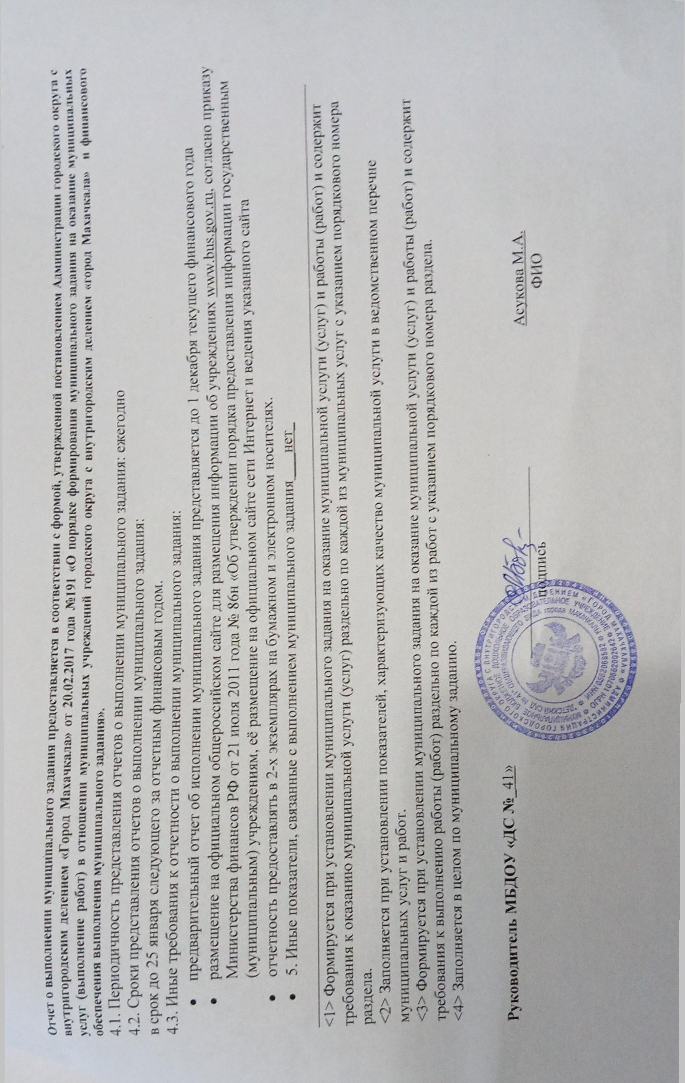 Отчет о выполнении муниципального задания предоставляется в соответствии с формой, утвержденной постановлением Администрации городского округа с
внутригородским делением «Город Махачкала» от 20.02.2017 года №191 «О порядке формирования муниципального задания на оказание муниципальных
услуг (выполнение работ) в отношении муниципальных учреждений городского округа с внутригородским делением «город Махачкала» и финансового
обеспечения выполнения муниципального задания».
4.1. Периодичность представления отчетов о выполнении муниципального задания: ежегодно
4.2. Сроки представления отчетов о выполнении муниципального задания:
в срок до 25 января следующего за отчетным финансовым годом.
4.3. Иные требования к отчетности о выполнении муниципального задания:
• предварительный отчет об исполнении муниципального задания представляется до 1 декабря текущего финансового года
• размещение на официальном общероссийском сайте для размещения информации об учреждениях www.bus.gov.ru, согласно приказу
Министерства финансов РФ от 21 июля 2011 года № 86н «Об утверждении порядка предоставления информации государственным
(муниципальным) учреждениям, её размещение на официальном сайте сети Интернет и ведения указанного сайта
• отчетность предоставлять в 2-х экземплярах на бумажном и электронном носителях.
• 5. Иные показатели, связанные с выполнением муниципального задания___нет_
<1> Формируется при установлении муниципального задания на оказание муниципальной услуги (услуг) и работы (работ) и содержит
требования к оказанию муниципальной услуги (услуг) раздельно по каждой из муниципальных услуг с указанием порядкового номера
раздела.
<2> Заполняется при установлении показателей, характеризующих качество муниципальной услуги в ведомственном перечне
муниципальных услуг и работ.
<3> Формируется при установлении муниципального задания на оказание муниципальной услуги (услуг) и работы (работ) и содержит
требования к выполнению работы (работ) раздельно по каждой из работ с указанием порядкового номера раздела.
<4> Заполняется в целом по муниципальному заданию.
Руководитель МБДОУ «ДС №_41»
Асукова М.А.
подпись
ФИО